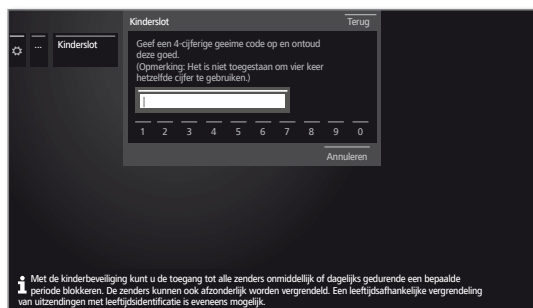 Kinderslot
Terug
...
Kinderslot
Geef een 4-cijferige geeime code op en ontoud
deze goed.
(Opmerking: Het is niet toegestaan om vier keer
hetzelfde cijfer te gebruiken.)
1 2 3 4 5 6 7 8 9 0
Annuleren
Met de kinderbeveiliging kunt u de toegang tot alle zenders onmiddellijk of dagelijks gedurende een bepaalde
periode blokkeren. De zenders kunnen ook afzonderlijk worden vergrendeld. Een leeftijdsafhankelijke vergrendeling
van uitzendingen met leeftijdsidentificatie is eveneens mogelijk.